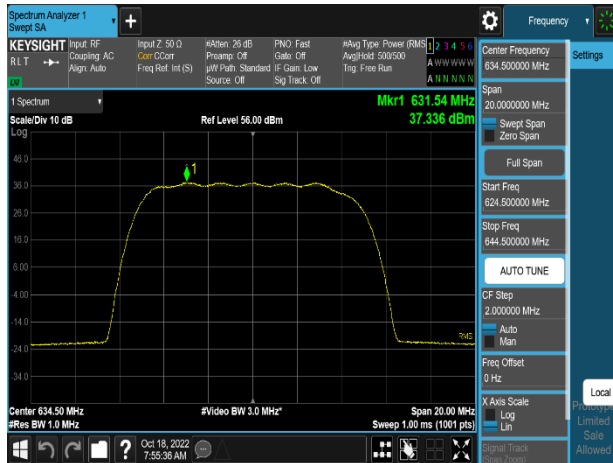 Spectrum Analyzer 1
Swept SA
Frequency
KEYSIGHT
RLT
Input: RF
Coupling: AC
Align: Auto
Input Z: 50 Ω
Corr CCorr
Freq Ref: Int (S)
#Atten: 26 dB
Preamp: Off
µW Path: Standard
Source: Off
PNO: Fast
Gate: Off
IF Gain: Low
Sig Track: Off
#Avg Type: Power (RMS)
Avg|Hold: 500/500
Trig: Free Run
1 2 3 4 5 6
A W W W W W
A N N N N N
1 Spectrum
Scale/Div 10 dB
Ref Level 56.00 dBm
Mkr1 631.54 MHz
37.336 dBm
Log
46.0
36.0
26.0
16.0
6.00
-4.00
-14.0
-24.0
-34.0
1
RMS
Center 634.50 MHz
#Video BW 3.0 MHz*
Span 20.00 MHz
#Res BW 1.0 MHz
Sweep 1.00 ms (1001 pts)
Oct 18, 2022
7:55:36 AM
Center Frequency
634.500000 MHz
Settings
Span
20.0000000 MHz
Swept Span
Zero Span
Full Span
Start Freq
624.500000 MHz
Stop Freq
644.500000 MHz
AUTO TUNE
CF Step
2.000000 MHz
Auto
Man
Freq Offset
0 Hz
X Axis Scale
Log
Lin
Local
Prototype
Limited
Sale
Allowed
Signal Track
(Span Zoom)